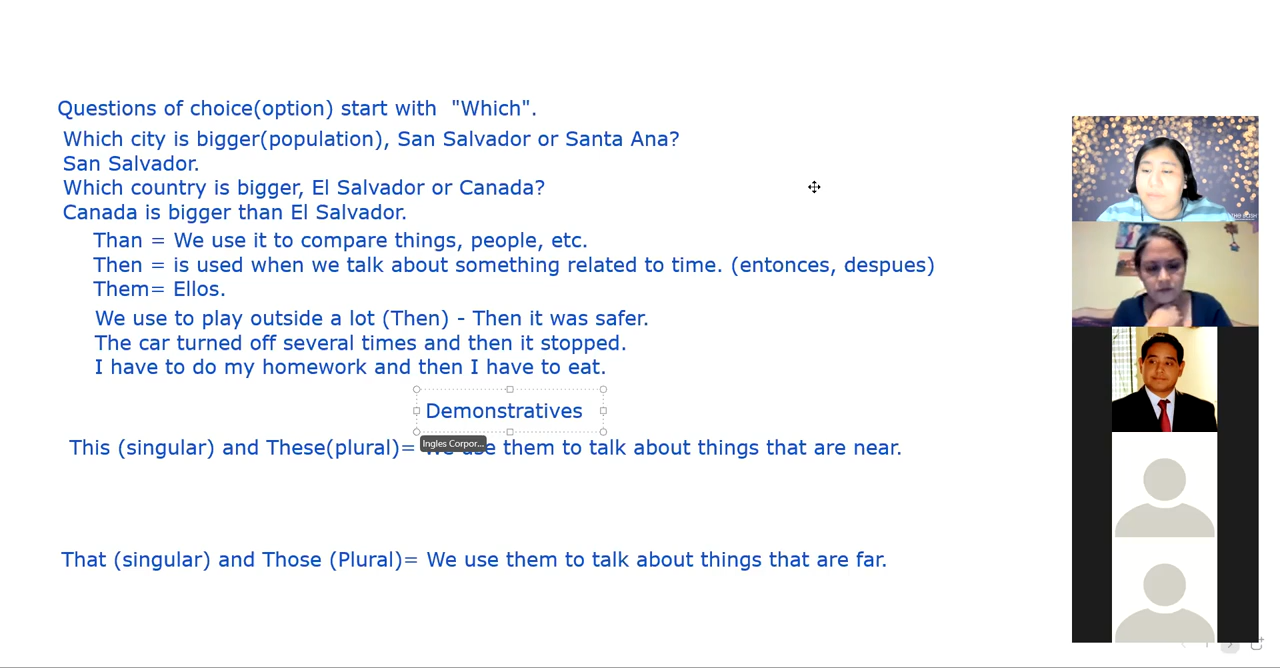 Questions of choice(option) start with "Which".
Which city is bigger(population), San Salvador or Santa Ana?
San Salvador.
Which country is bigger, El Salvador or Canada?
Canada is bigger than El Salvador.
Than = We use it to compare things, people, etc.
Then = is used when we talk about something related to time. (entonces, despues)
Them= Ellos.
We use to play outside a lot (Then) - Then it was safer.
The car turned off several times and then it stopped.
I have to do my homework and then I have to eat.
Demonstratives
Ingles Corpor...
This (singular) and These(plural)= We use them to talk about things that are near.
That (singular) and Those (Plural)= We use them to talk about things that are far.